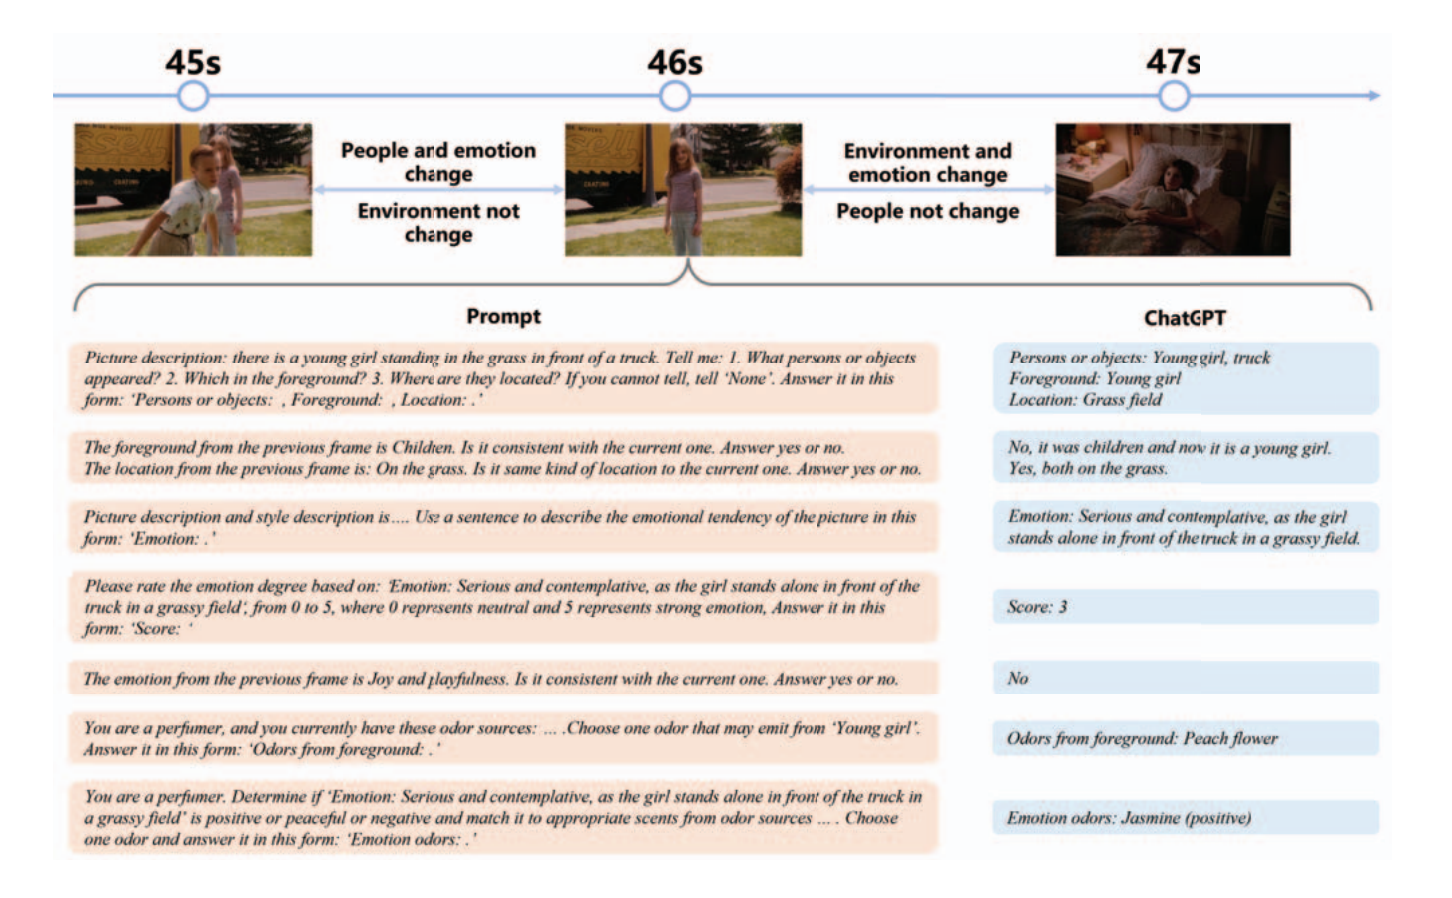 45s
46s
47s
People and emotion
change
Environment not
change
Environment and
emotion change
People not change
Prompt
ChatGPT
Picture description: there is a young girl standing in the grass in front of a truck. Tell me: 1. What persons or objects
appeared? 2. Which in the foreground? 3. Where are they located? If you cannot tell, tell ‘None’. Answer it in this
form: ‘Persons or objects: , Foreground: , Location: .’
Persons or objects: Young girl, truck
Foreground: Young girl
Location: Grass field
The foreground from the previous frame is Children. Is it consistent with the current one. Answer yes or no.
The location from the previous frame is: On the grass. Is it same kind of location to the current one. Answer yes or no.
No, it was children and now it is a young girl.
Yes, both on the grass.
Picture description and style description is.... Use a sentence to describe the emotional tendency of the picture in this
form: ‘Emotion: .’
Emotion: Serious and contemplative, as the girl
stands alone in front of the truck in a grassy field.
Please rate the emotion degree based on: ‘Emotion: Serious and contemplative, as the girl stands alone in front of the
truck in a grassy field’, from 0 to 5, where 0 represents neutral and 5 represents strong emotion, Answer it in this
form: ‘Score: ‘
Score: 3
The emotion from the previous frame is Joy and playfulness. Is it consistent with the current one. Answer yes or no.
No
You are a perfumer, and you currently have these odor sources: ... .Choose one odor that may emit from ‘Young girl’.
Answer it in this form: ‘Odors from foreground: .’
Odors from foreground: Peach flower
You are a perfumer. Determine if ‘Emotion: Serious and contemplative, as the girl stands alone in front of the truck in
a grassy field’ is positive or peaceful or negative and match it to appropriate scents from odor sources ... . Choose
one odor and answer it in this form: ‘Emotion odors: .’
Emotion odors: Jasmine (positive)